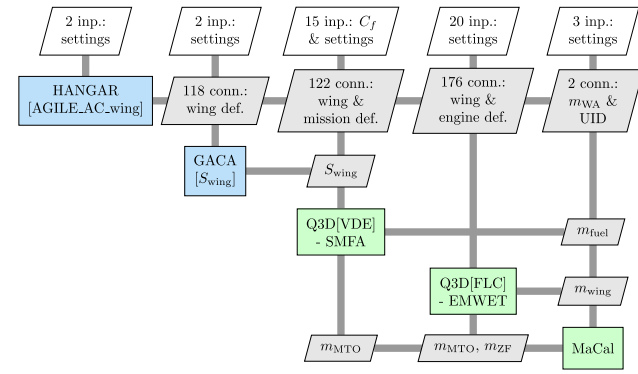 2 inp.:
settings
2 inp.:
settings
15 inp.: C_f
& settings
20 inp.:
settings
3 inp.:
settings
HANGAR
[AGILE_AC_wing]
118 conn.:
wing def.
122 conn.:
wing &
mission def.
176 conn.:
wing &
engine def.
2 conn.:
m_WA &
UID
GACA
[S_wing]
S_wing
Q3D[VDE]
- SMFA
m_fuel
Q3D[FLC]
- EMWET
m_wing
m_MTO
m_MTO, m_ZF
MaCal